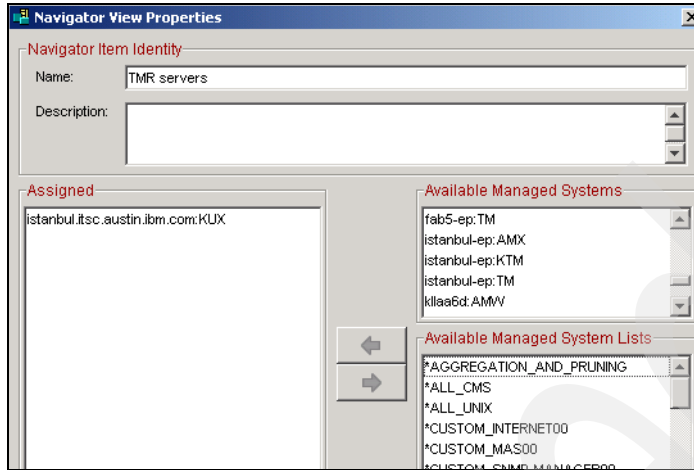 Navigator View Properties
Navigator Item Identity
Name:
TMR servers
Description:
Assigned
istanbul.itsc.austin.ibm.com:KUX
Available Managed Systems
fab5-ep:TM
istanbul-ep:AMX
istanbul-ep:KTM
istanbul-ep:TM
kllaa6d:AMW
Available Managed System Lists
*AGGREGATION_AND_PRUNING
*ALL_CMS
*ALL_UNIX
*CUSTOM_INTERNET00
*CUSTOM_MAS00
*CUSTOM_SNMP_MANAGER00